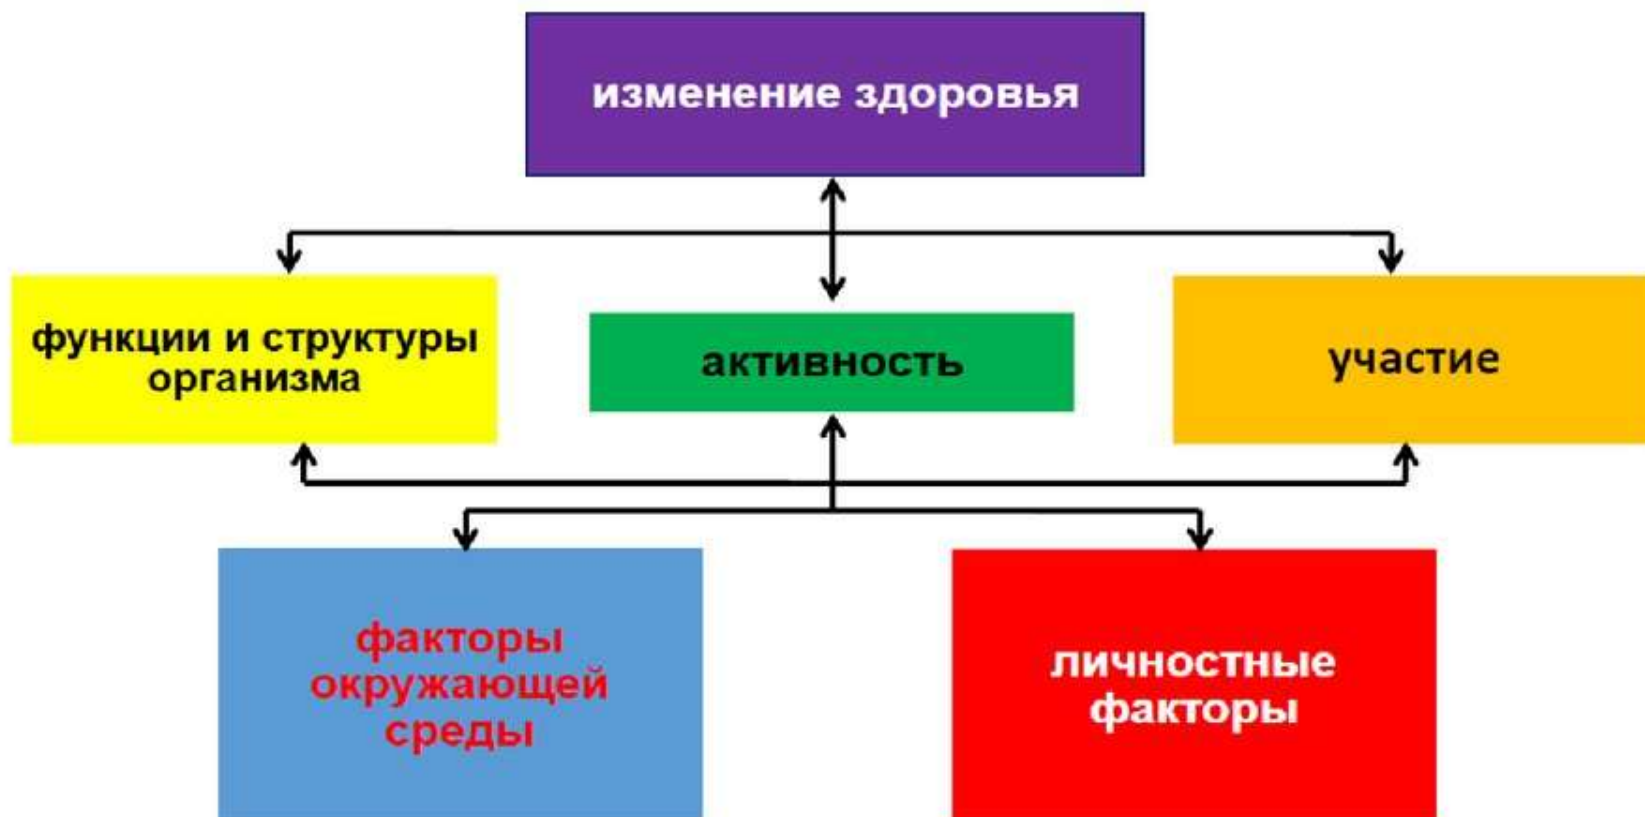 изменение здоровья
функции и структуры
организма
активность
участие
факторы
окружающей
среды
личностные
факторы